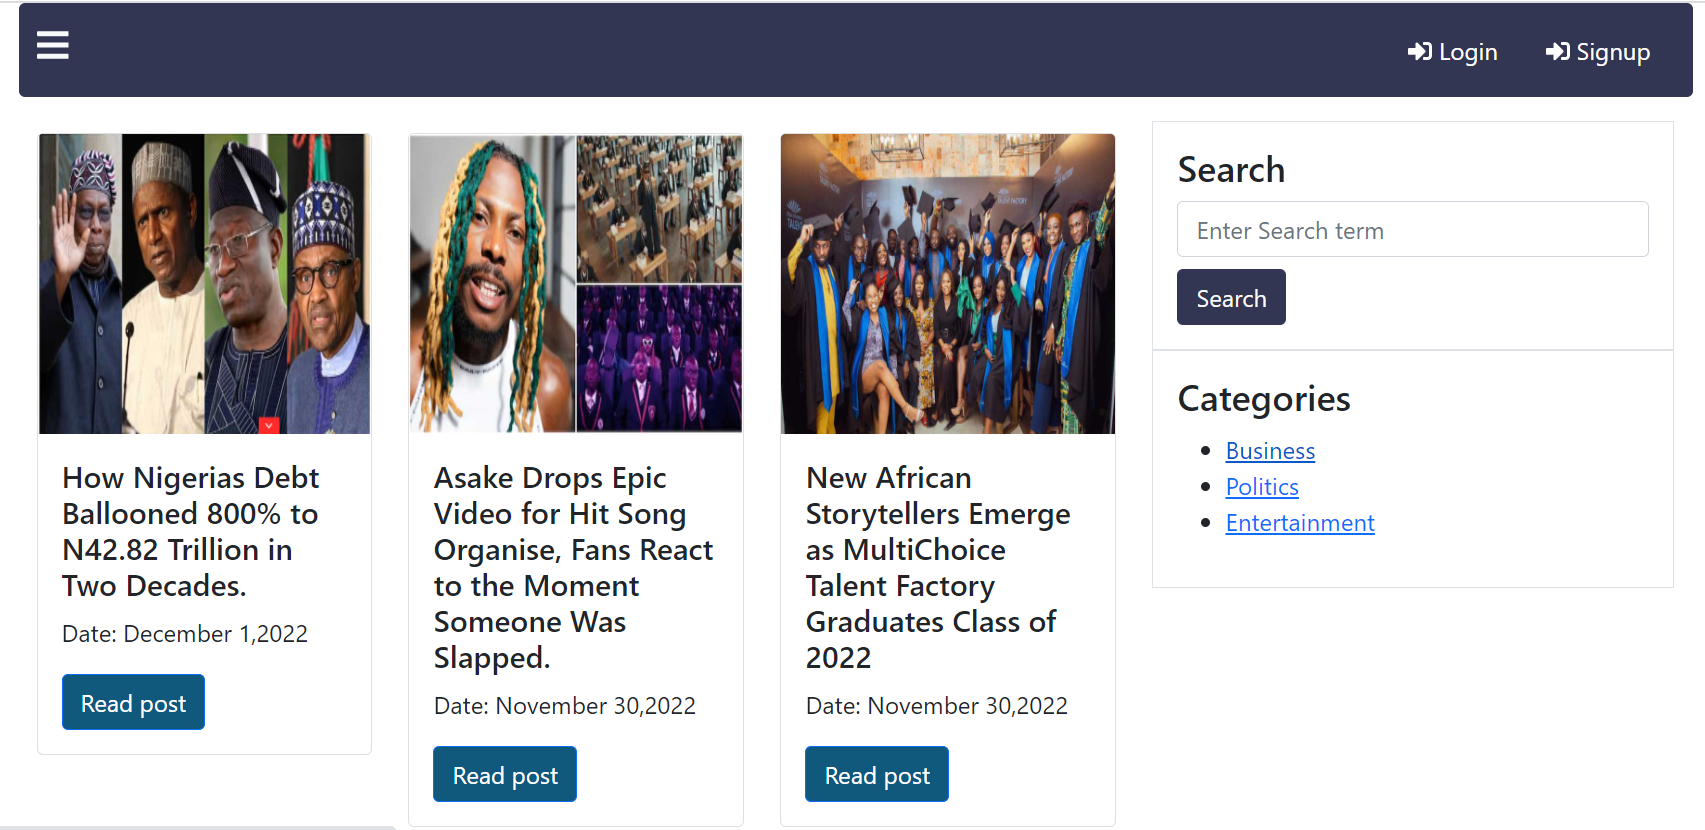 Login
Signup
TALENT FACTORY
TALENT
How Nigerias Debt
Ballooned 800% to
N42.82 Trillion in
Two Decades.
Date: December 1,2022
Read post
Asake Drops Epic
Video for Hit Song
Organise, Fans React
to the Moment
Someone Was
Slapped.
Date: November 30,2022
Read post
New African
Storytellers Emerge
as MultiChoice
Talent Factory
Graduates Class of
2022
Date: November 30,2022
Read post
Search
Enter Search term
Search
Categories
Business
Politics
Entertainment